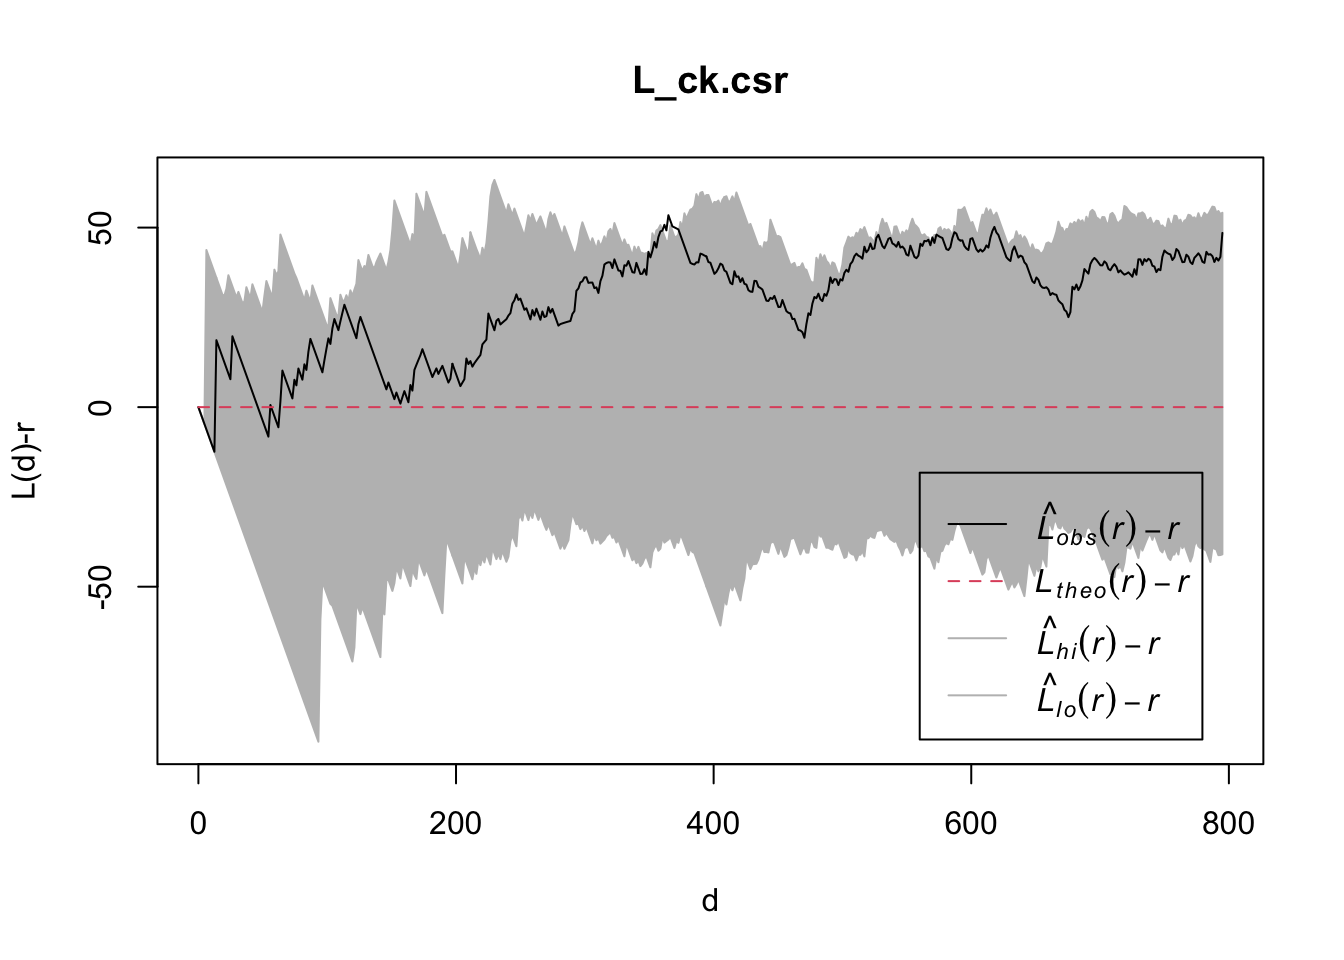 L_ck.csr
L(d)-r
50
0
-50
0 200 400 600 800
d
L̂obs(r) − r
Ltheo(r) − r
L̂hi(r) − r
L̂lo(r) − r